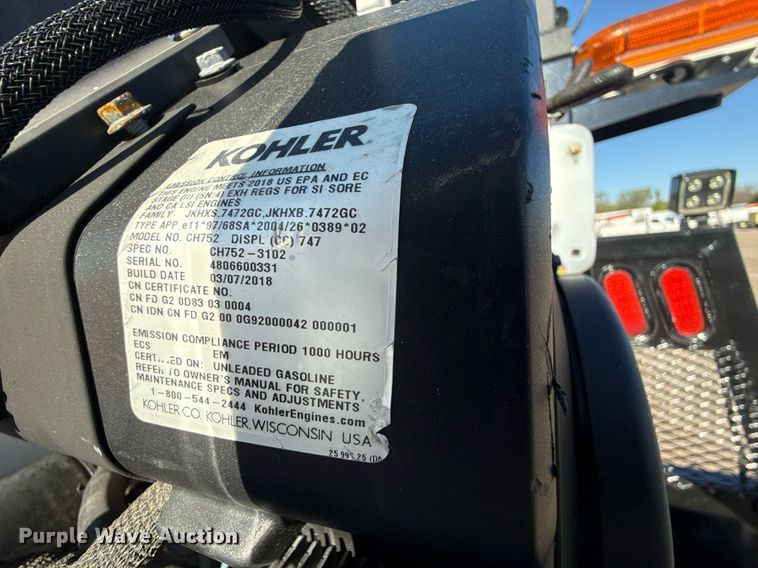 KOHLER
EMISSION CONTROL INFORMATION
THIS ENGINE MEETS 2018 US EPA AND EC
STAGE (II) (SN:4) EXH REGS FOR SI SORE
AND CA LSI ENGINES
FAMILY JKHXS.7472GC,JKHXB.7472GC
TYPE APP. e11*97/68SA*2004/26*0389*02
MODEL NO. CH752 DISPL (CC) 747
SPEC NO. CH752-3102
SERIAL NO. 4806600331
BUILD DATE 03/07/2018
CN CERTIFICATE NO.
CN FD G2 0D83 03 0004
CN IDN CN FD G2 00 0G92000042 000001
EMISSION COMPLIANCE PERIOD 1000 HOURS
ECS EM
ON: UNLEADED GASOLINE
REFER TO OWNER'S MANUAL FOR SAFETY,
MAINTENANCE SPECS AND ADJUSTMENTS
1-800-544-2444 KohlerEngines.com
KOHLER CO. KOHLER, WISCONSIN USA
Purple Wave Auction